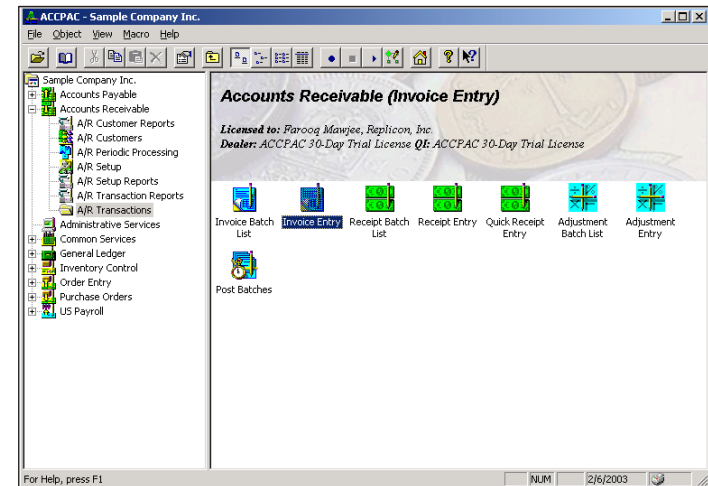 ACCPAC - Sample Company Inc.
File Object View Macro Help
Sample Company Inc.
Accounts Payable
Accounts Receivable
A/R Customer Reports
A/R Customers
A/R Periodic Processing
A/R Setup
A/R Setup Reports
A/R Transaction Reports
A/R Transactions
Administrative Services
Common Services
General Ledger
Inventory Control
Order Entry
Purchase Orders
US Payroll
Accounts Receivable (Invoice Entry)
Licensed to: Farooq Mawjee, Replicon, Inc.
Dealer: ACCPAC 30-Day Trial License QI: ACCPAC 30-Day Trial License
Invoice Batch List
Invoice Entry
Receipt Batch List
Receipt Entry
Quick Receipt Entry
Adjustment Batch List
Adjustment Entry
Post Batches
For Help, press F1
NUM
2/6/2003